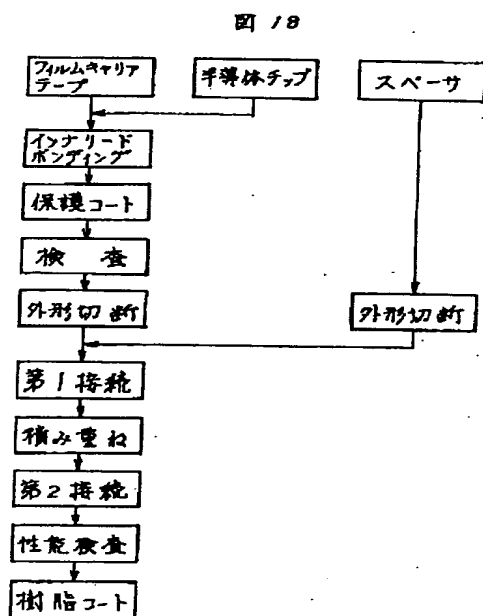 図 18
フィルムキャリア
テープ
半導体チップ
スペーサ
インナリード
ボンディング
保護コート
検 査
外形切断
外形切断
第1接続
積み重ね
第2接続
性能検査
樹脂コート